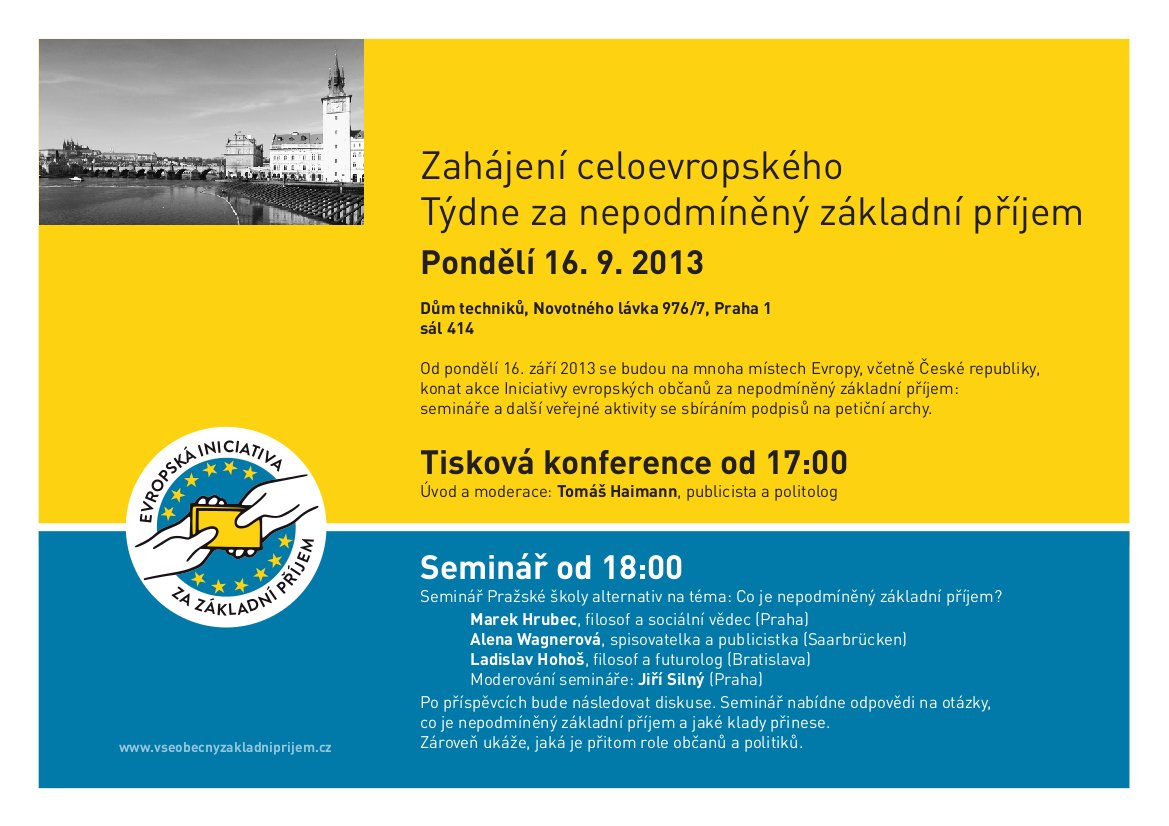 Zahájení celoevropského
Týdne za nepodmíněný základní příjem
Pondělí 16. 9. 2013
Dům techniků, Novotného lávka 976/7, Praha 1
sál 414
Od pondělí 16. září 2013 se budou na mnoha místech Evropy, včetně České republiky,
konat akce Iniciativy evropských občanů za nepodmíněný základní příjem:
semináře a další veřejné aktivity se sbíráním podpisů na petiční archy.
Tisková konference od 17:00
Úvod a moderace: Tomáš Haimann, publicista a politolog
EVROPSKÁ INICIATIVA
ZA ZÁKLADNÍ PŘÍJEM
Seminář od 18:00
Seminář Pražské školy alternativ na téma: Co je nepodmíněný základní příjem?
Marek Hrubec, filosof a sociální vědec (Praha)
Alena Wagnerová, spisovatelka a publicistka (Saarbrücken)
Ladislav Hohoš, filosof a futurolog (Bratislava)
Moderování semináře: Jiří Silný (Praha)
Po příspěvcích bude následovat diskuse. Seminář nabídne odpovědi na otázky,
co je nepodmíněný základní příjem a jaké klady přinese.
Zároveň ukáže, jaká je přitom role občanů a politiků.
www.vseobecnyzakladniprijem.cz